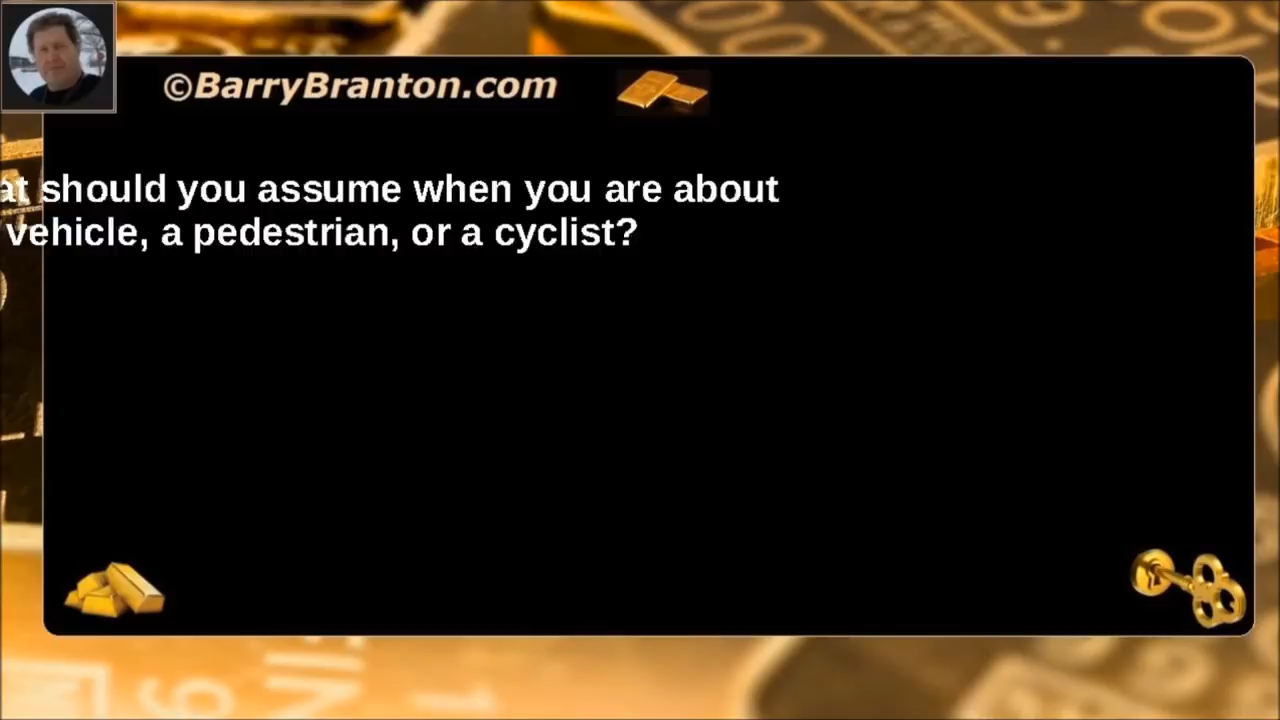 ©BarryBranton.com
at should you assume when you are about
vehicle, a pedestrian, or a cyclist?